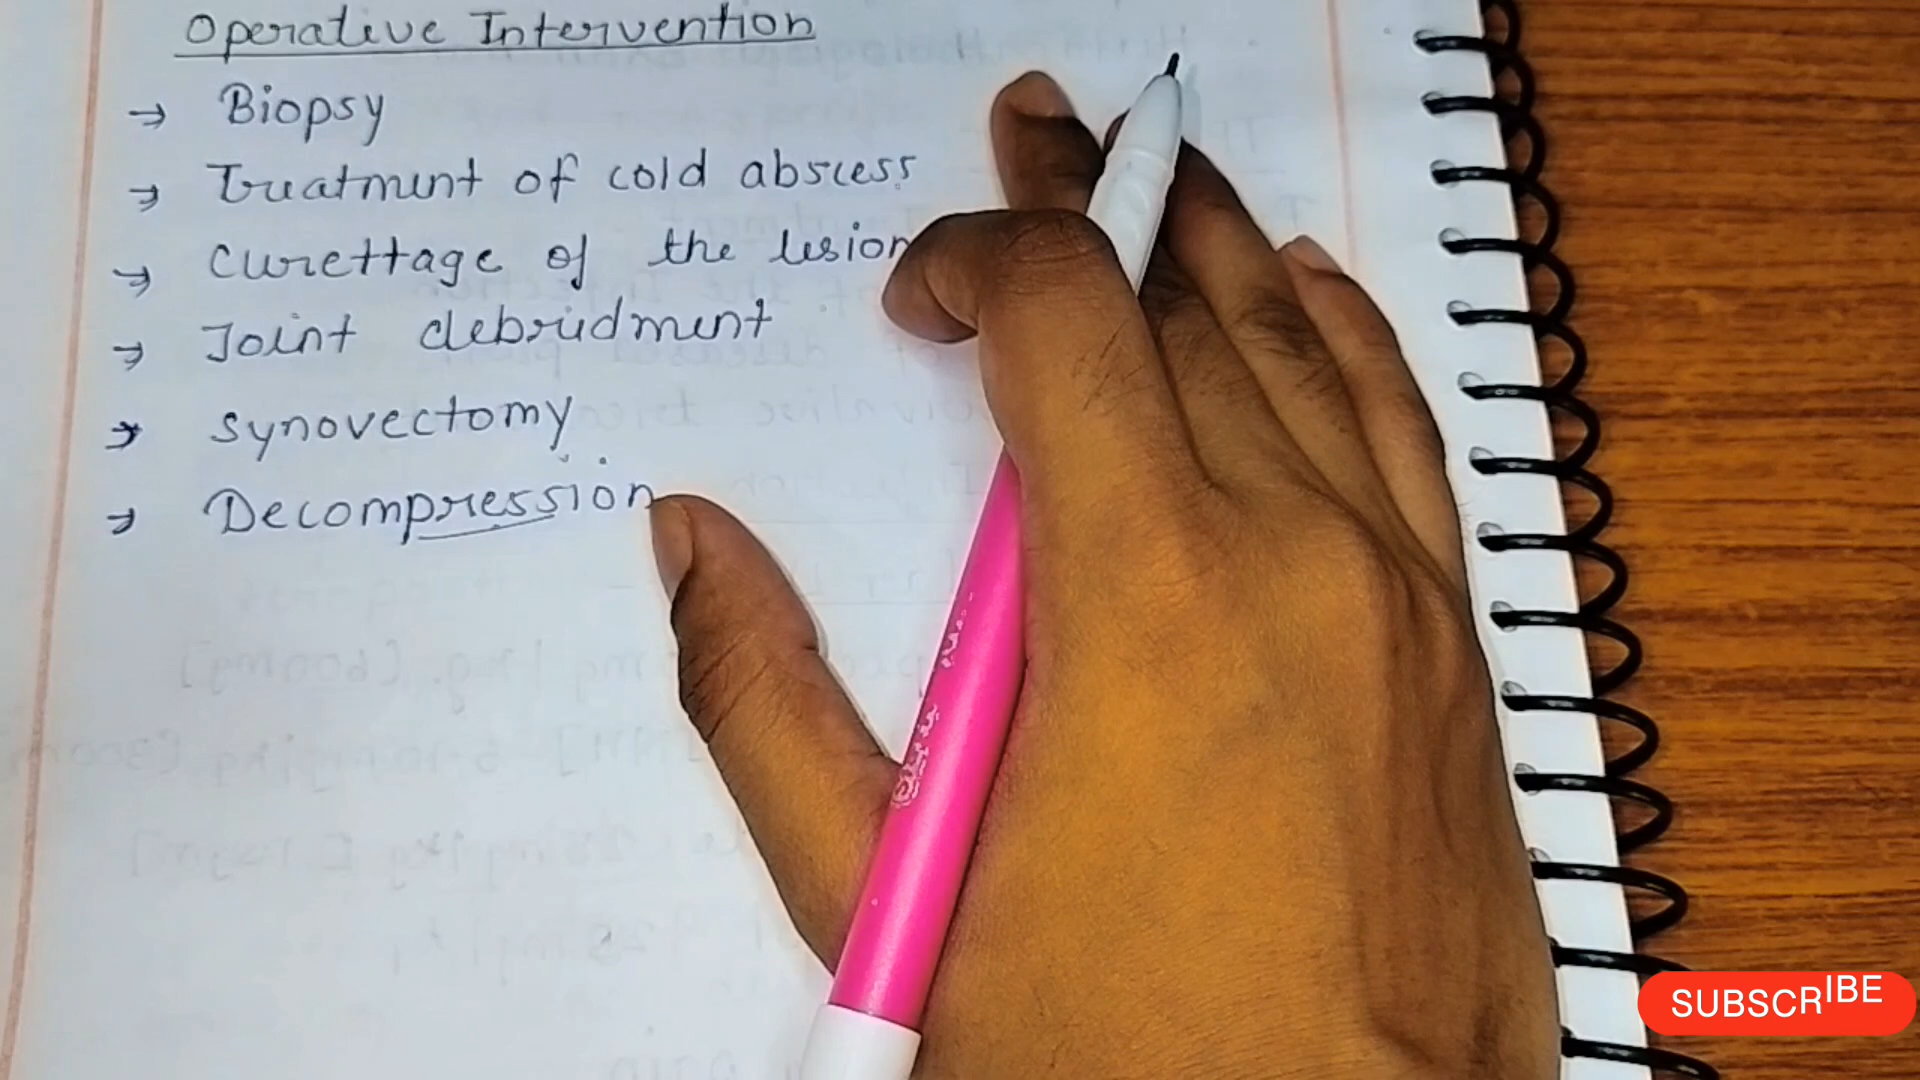 Operative Intervention
→ Biopsy
→ Treatment of cold abscess
→ Curettage of the lesion
→ Joint debridment
→ Synovectomy
→ Decompression
SUBSCRIBE